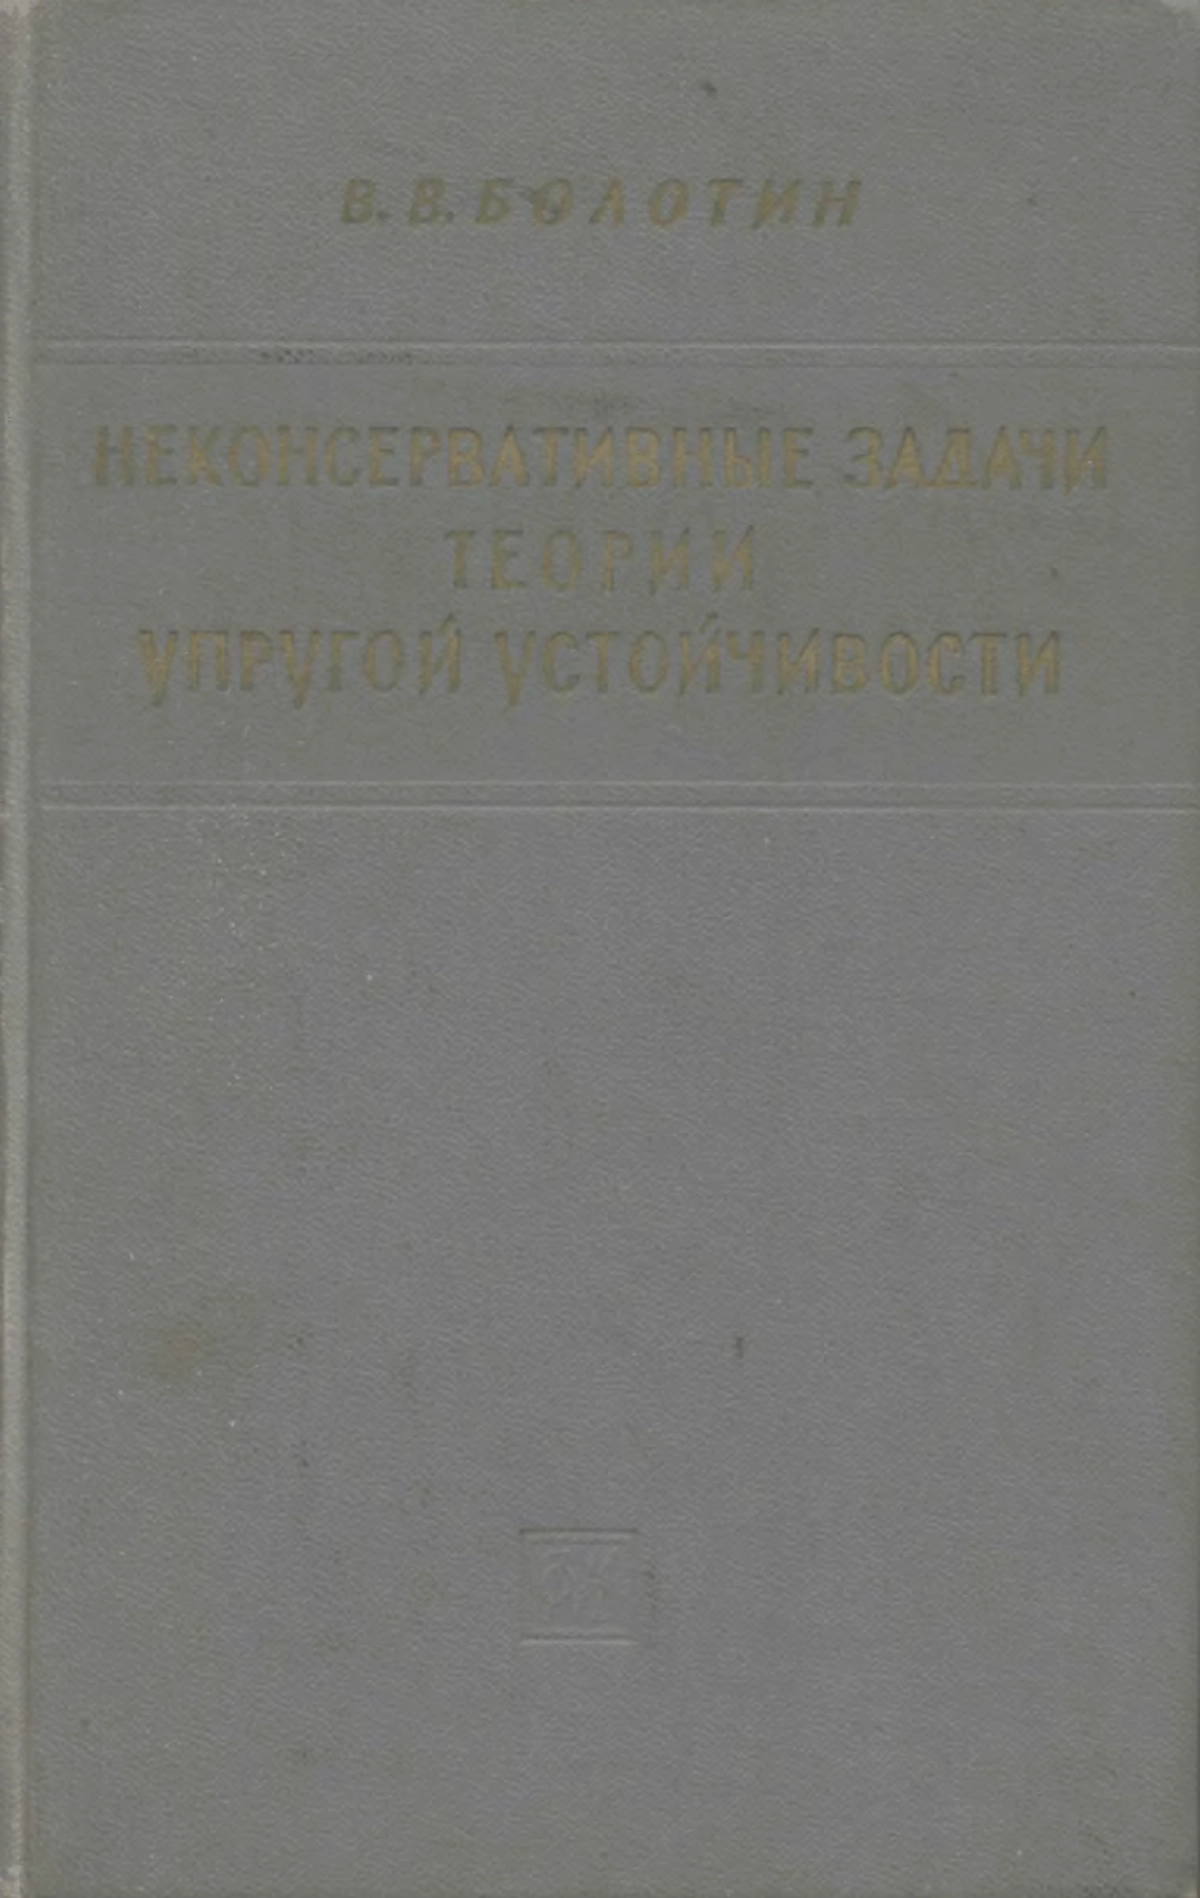 В. В. БОЛОТИН
НЕКОНСЕРВАТИВНЫЕ ЗАДАЧИ
ТЕОРИИ
УПРУГОЙ УСТОЙЧИВОСТИ